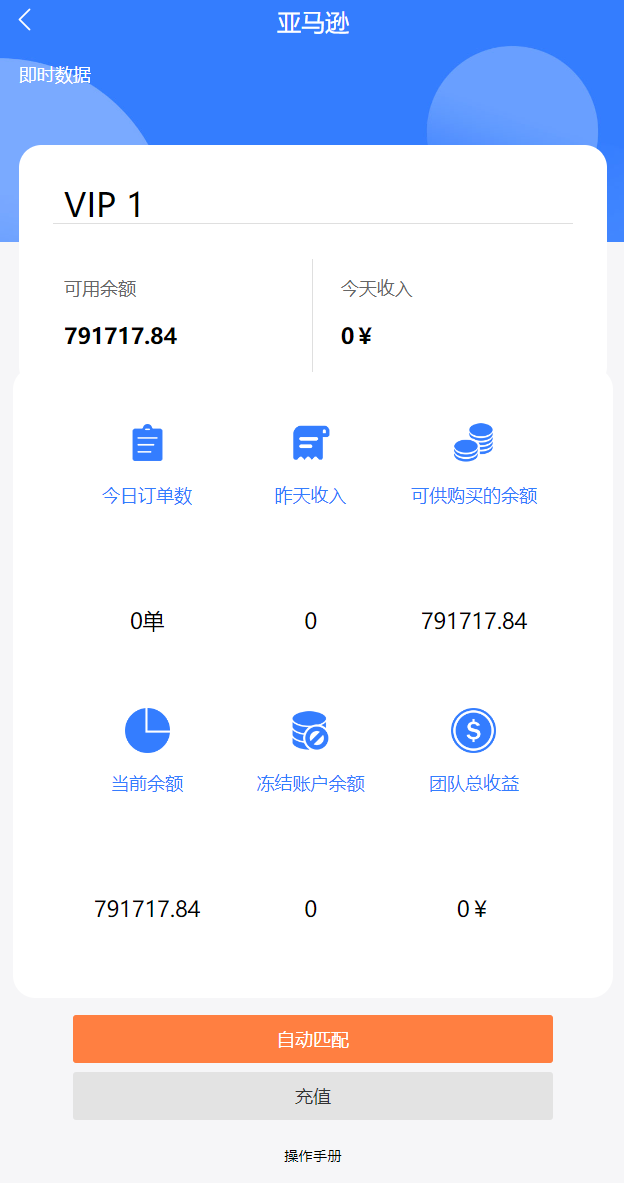 亚马逊
即时数据
VIP 1
可用余额
今天收入
791717.84
0¥
今日订单数
昨天收入
可供购买的余额
0单
0
791717.84
当前余额
冻结账户余额
团队总收益
791717.84
0
0¥
自动匹配
充值
操作手册